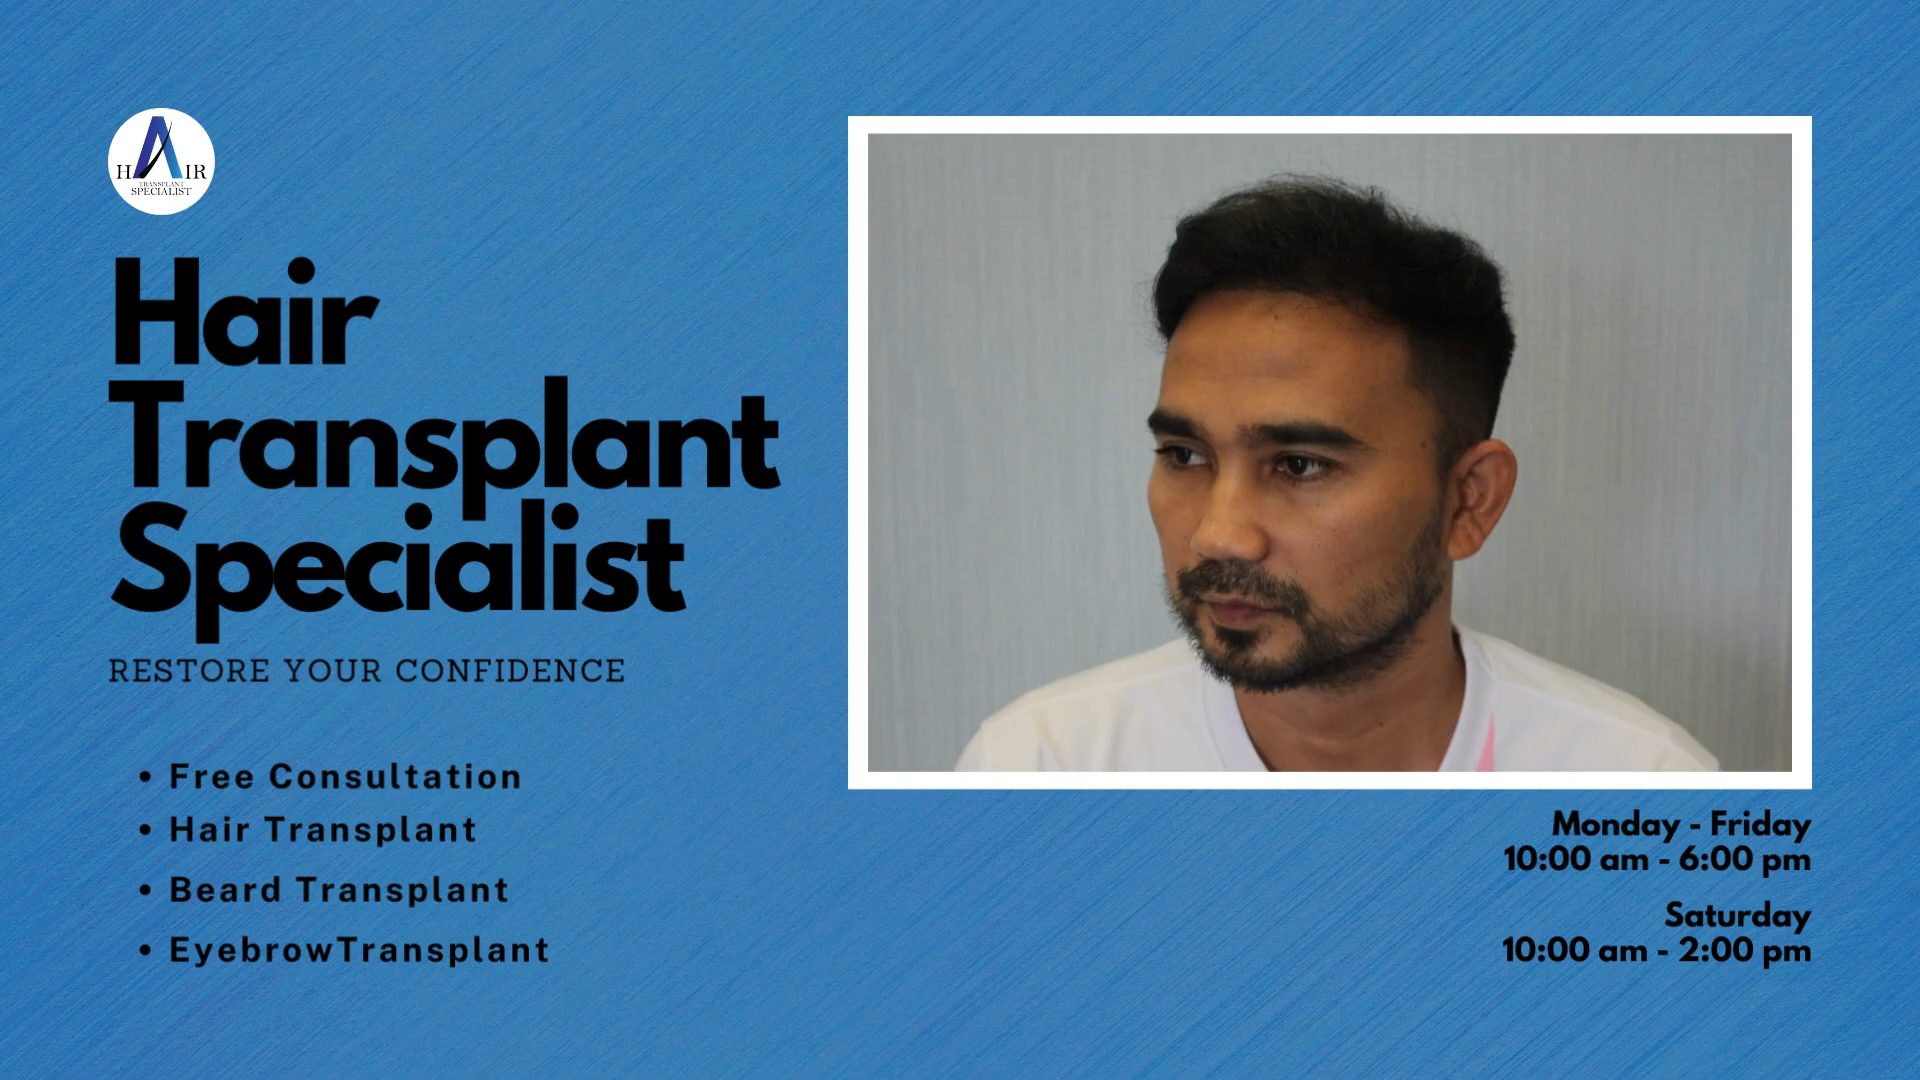 HAIR
TRANSPLANT
SPECIALIST
Hair
Transplant
Specialist
RESTORE YOUR CONFIDENCE
• Free Consultation
• Hair Transplant
• Beard Transplant
• EyebrowTransplant
Monday - Friday
10:00 am - 6:00 pm
Saturday
10:00 am - 2:00 pm